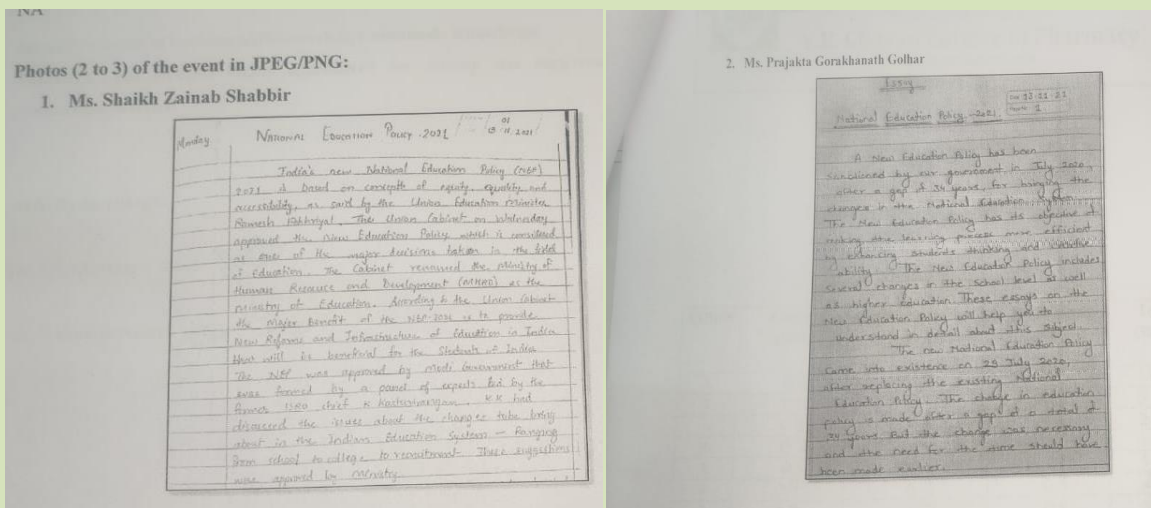 NA
Photos (2 to 3) of the event in JPEG/PNG:
1. Ms. Shaikh Zainab Shabbir
Monday
NATIONAL EDUCATION POLICY - 2021
01
India's new National Education Policy (NEP)
2021 is based on concepts of equity, equality and
accessibility, as said by the Union Education Minister
Ramesh Pokhriyal. The Union Cabinet on Wednesday
approved the New Education Policy which is considered
as one of the major decisions taken in the field
of Education. The Cabinet renamed the Ministry of
Human Resource and Development (MHRD) as the
ministry of Education. According to the Union Cabinet
the major benefit of the NEP-2021 is to provide
New Reforms and Infrastructure of Education in India
that will be beneficial for the Students of India
The NEP was approved by modi Government that
was formed by a panel of experts led by the
former ISRO chief K Kasturirangan. KK had
discussed the issues about the changes to be bring
about in the Indian Education System - Ranging
from school to college to recruitment These suggestions
was approved by ministry
2. Ms. Prajakta Gorakhanath Golhar
Essay
National Education Policy - 2021
13-11-21
1
A New Education Policy has been
Sanctioned by our government in July 2020,
after a gap of 34 years, for bringing the
changes in the National Education
The New Education Policy has its objective of
making the learning process more efficient
by enhancing students thinking and
ability. The New Education Policy includes
Several changes in the school level as well
as higher education. These essays on the
New Education Policy will help you to
understand in detail about this subject.
The new National Education Policy
Came into existence on 29 July 2020,
after replacing the existing National
Education Policy. The change in education
policy is made after a gap of a total of
34 years. But the change was necessary
and the need for the time should have
been made earlier.